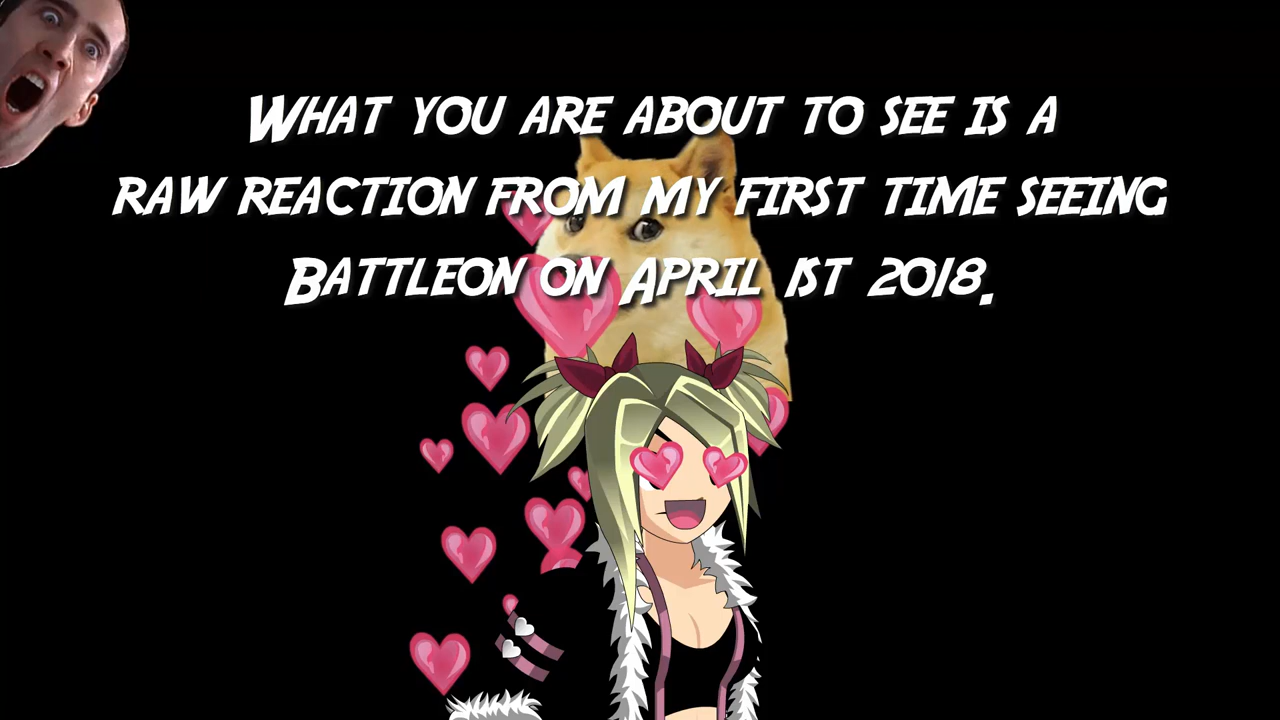 What you are about to see is a
raw reaction from my first time seeing
Battleon on April 1st 2018.